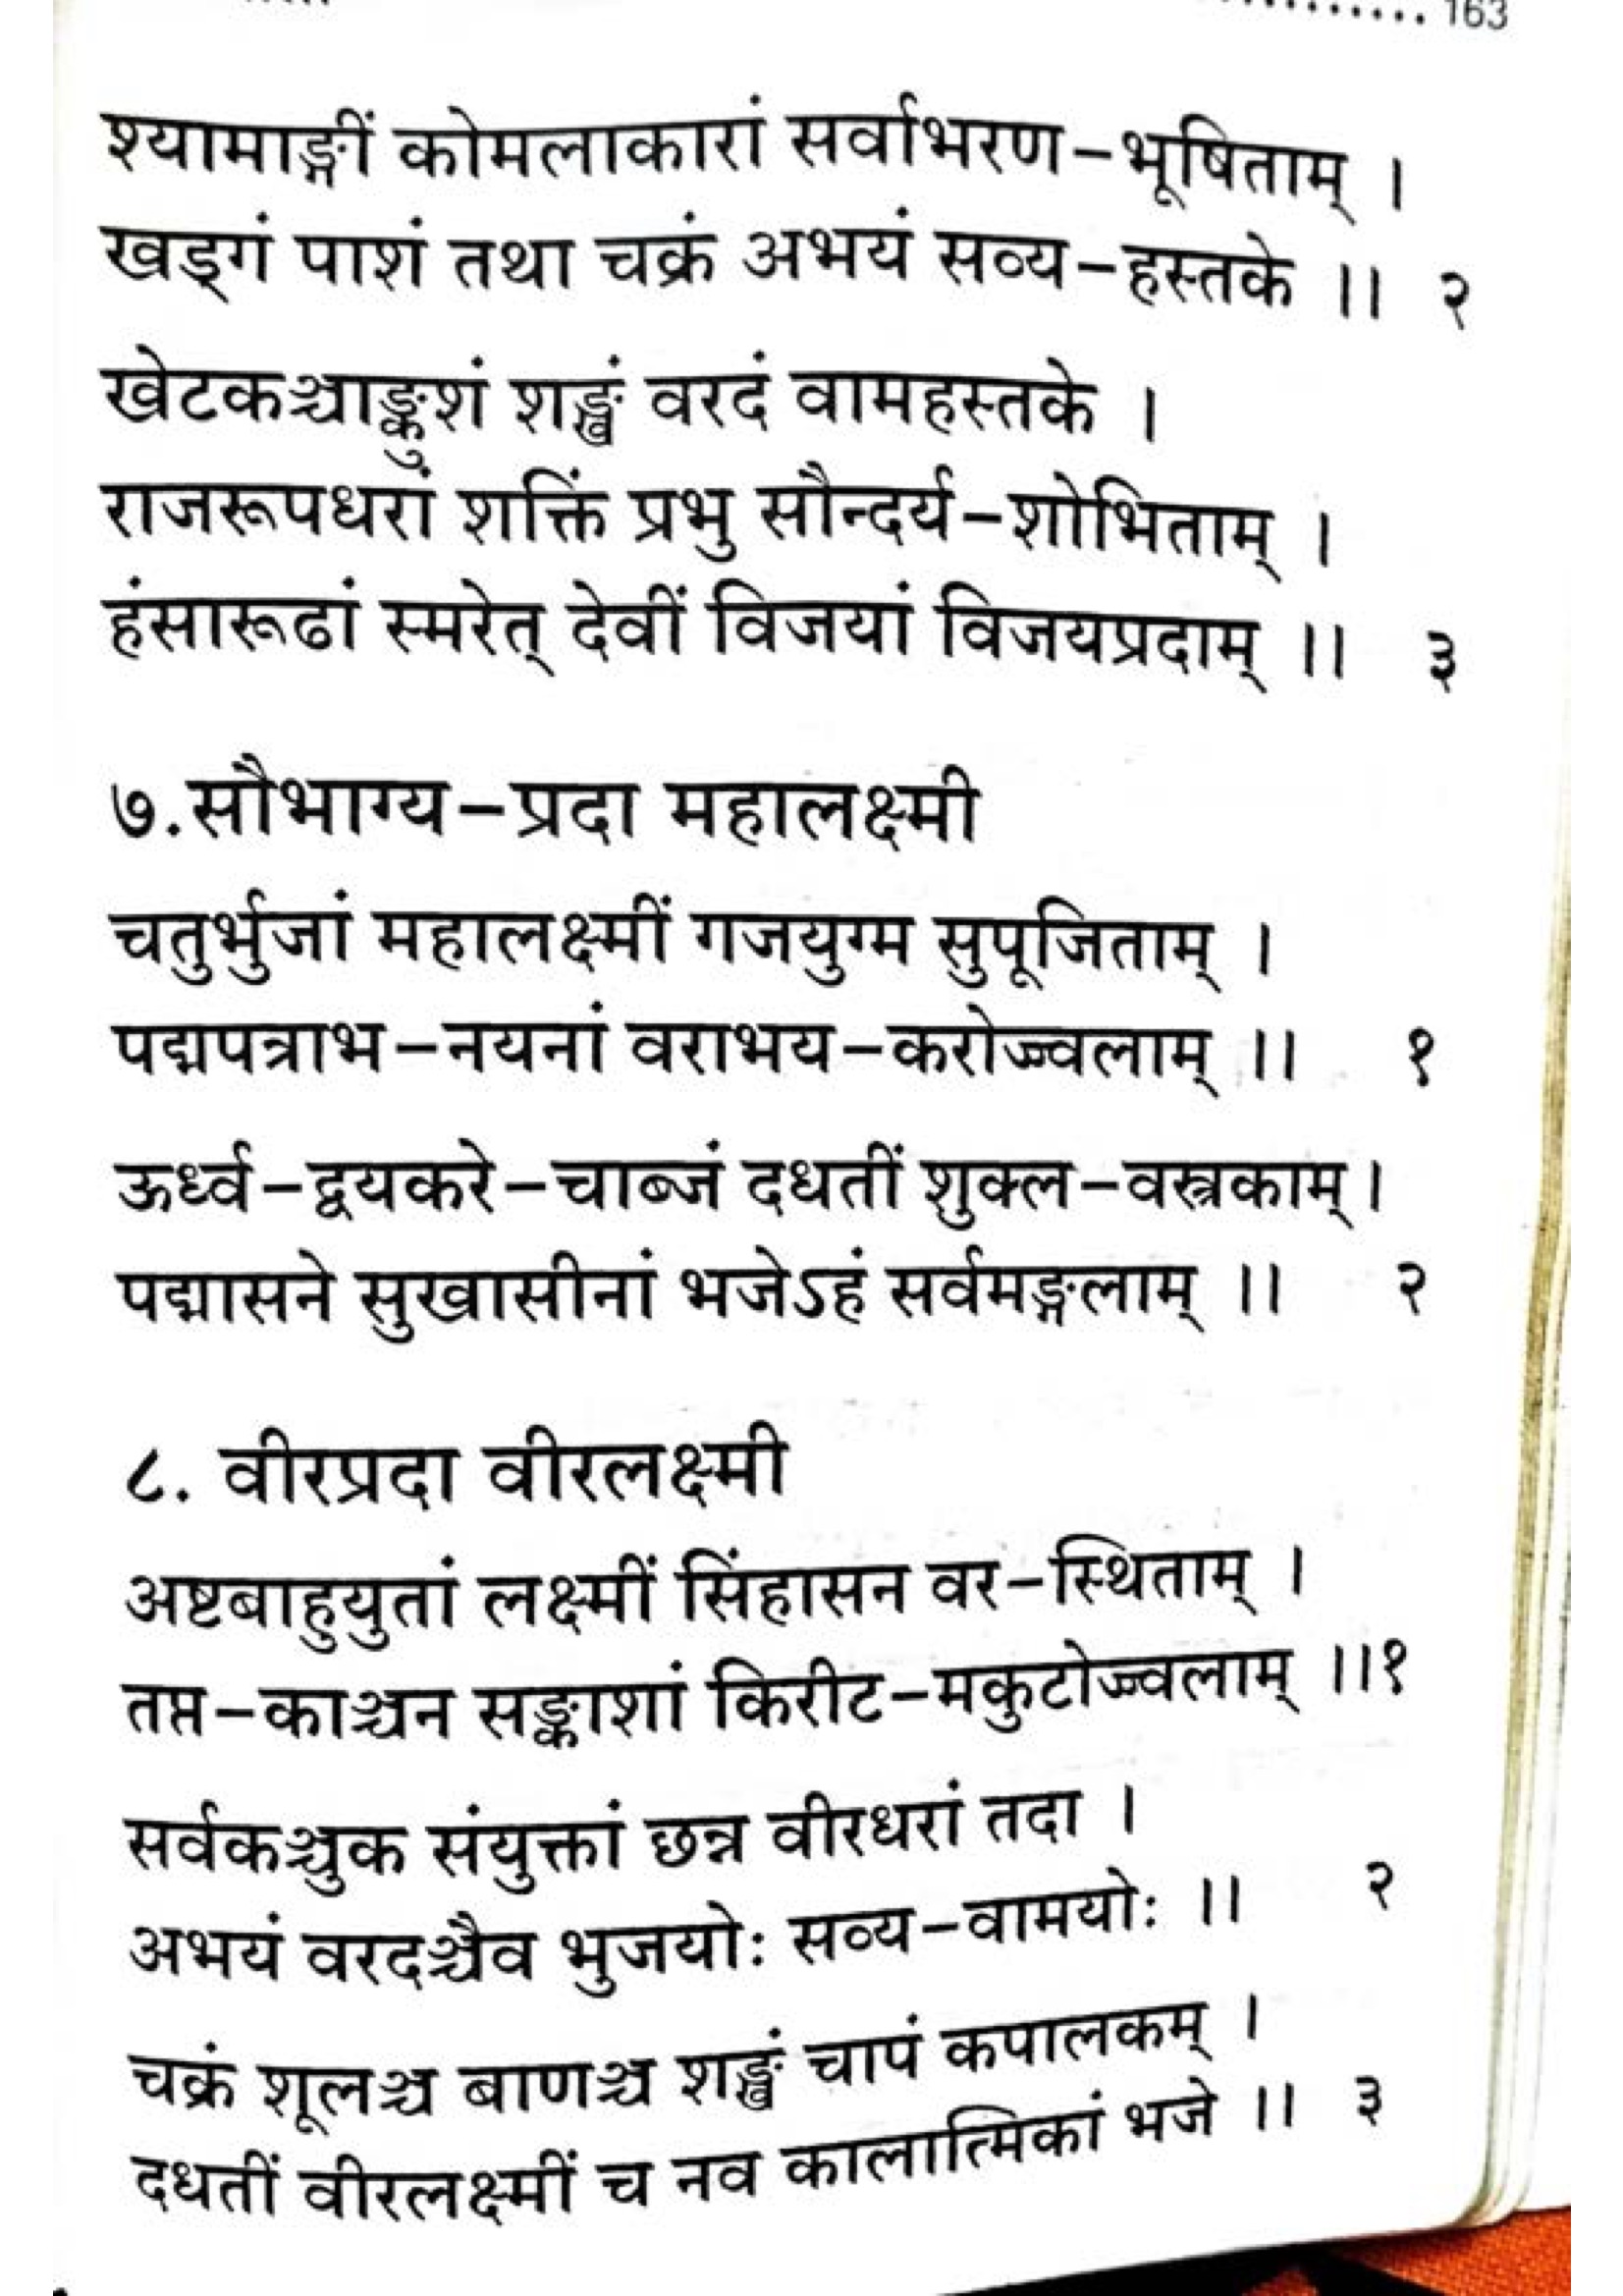 ........... 163
श्यामाङ्गीं कोमलाकारां सर्वाभरण-भूषिताम् ।
खड्गं पाशं तथा चक्रं अभयं सव्य-हस्तके ।। २
खेटकञ्चाङ्कुशं शङ्खं वरदं वामहस्तके ।
राजरूपधरां शक्तिं प्रभु सौन्दर्य-शोभिताम् ।
हंसारूढां स्मरेत् देवीं विजयां विजयप्रदाम् ।। ३
७.सौभाग्य-प्रदा महालक्ष्मी
चतुर्भुजां महालक्ष्मीं गजयुग्म सुपूजिताम् ।
पद्मपत्राभ-नयनां वराभय-करोज्ज्वलाम् ।। १
ऊर्ध्व-द्वयकरे-चाब्जं दधतीं शुक्ल-वस्त्रकाम्।
पद्मासने सुखासीनां भजेऽहं सर्वमङ्गलाम् ।। २
८. वीरप्रदा वीरलक्ष्मी
अष्टबाहुयुतां लक्ष्मीं सिंहासन वर-स्थिताम् ।
तप्त-काञ्चन सङ्काशां किरीट-मकुटोज्ज्वलाम् ।।१
सर्वकञ्चुक संयुक्तां छन्न वीरधरां तदा ।
अभयं वरदञ्चैव भुजयोः सव्य-वामयोः ।। २
चक्रं शूलञ्च बाणञ्च शङ्खं चापं कपालकम् ।
दधतीं वीरलक्ष्मीं च नव कालात्मिकां भजे ।। ३